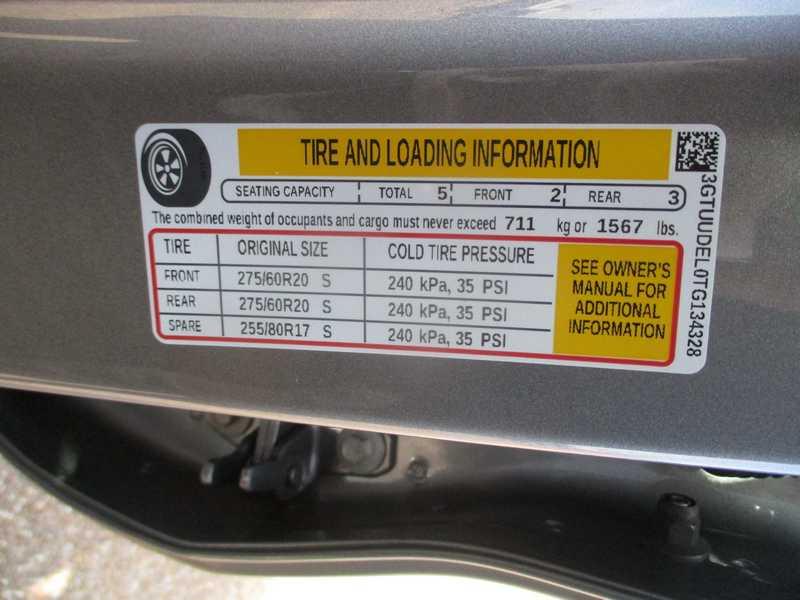 TIRE AND LOADING INFORMATION
SEATING CAPACITY TOTAL 5 FRONT 2 REAR 3
The combined weight of occupants and cargo must never exceed 711 kg or 1567 lbs.
TIRE ORIGINAL SIZE COLD TIRE PRESSURE
FRONT 275/60R20 S 240 kPa, 35 PSI
REAR 275/60R20 S 240 kPa, 35 PSI
SPARE 255/80R17 S 240 kPa, 35 PSI
SEE OWNER'S
MANUAL FOR
ADDITIONAL
INFORMATION
3GTUUDEL0TG134328